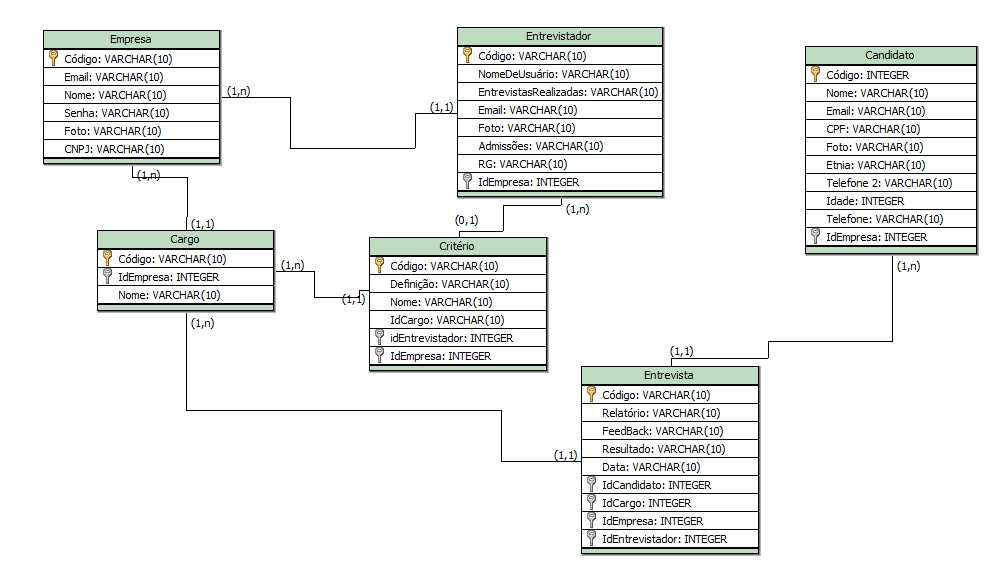 Empresa
Código: VARCHAR(10)
Email: VARCHAR(10)
Nome: VARCHAR(10)
Senha: VARCHAR(10)
Foto: VARCHAR(10)
CNPJ: VARCHAR(10)
(1,n)
(1,n)
Entrevistador
Código: VARCHAR(10)
NomeDeUsuário: VARCHAR(10)
EntrevistasRealizadas: VARCHAR(10)
Email: VARCHAR(10)
Foto: VARCHAR(10)
Admissões: VARCHAR(10)
RG: VARCHAR(10)
IdEmpresa: INTEGER
(1,1)
(1,n)
Candidato
Código: INTEGER
Nome: VARCHAR(10)
Email: VARCHAR(10)
CPF: VARCHAR(10)
Foto: VARCHAR(10)
Etnia: VARCHAR(10)
Telefone 2: VARCHAR(10)
Idade: INTEGER
Telefone: VARCHAR(10)
IdEmpresa: INTEGER
(1,n)
(1,1)
Cargo
Código: VARCHAR(10)
IdEmpresa: INTEGER
Nome: VARCHAR(10)
(1,n)
(1,n)
(0,1)
Critério
Código: VARCHAR(10)
Definição: VARCHAR(10)
Nome: VARCHAR(10)
IdCargo: VARCHAR(10)
idEntrevistador: INTEGER
IdEmpresa: INTEGER
(1,1)
(1,1)
Entrevista
Código: VARCHAR(10)
Relatório: VARCHAR(10)
FeedBack: VARCHAR(10)
Resultado: VARCHAR(10)
Data: VARCHAR(10)
IdCandidato: INTEGER
IdCargo: INTEGER
IdEmpresa: INTEGER
IdEntrevistador: INTEGER
(1,1)